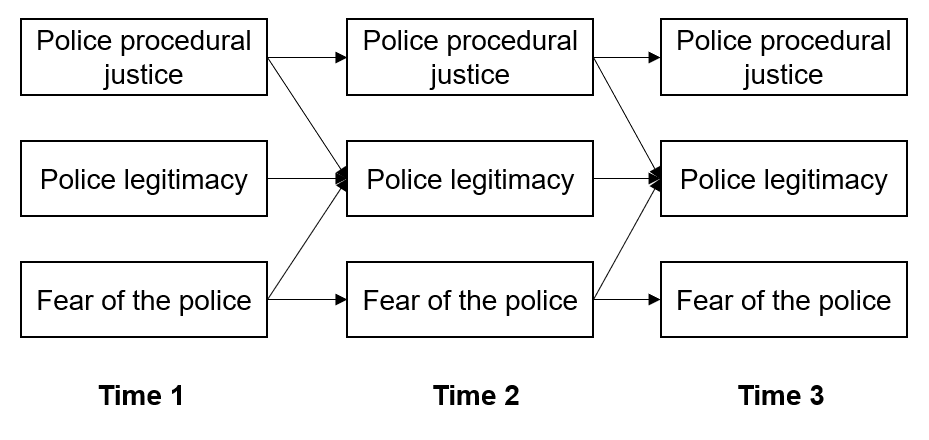 Police procedural
justice
Police procedural
justice
Police procedural
justice
Police legitimacy
Police legitimacy
Police legitimacy
Fear of the police
Fear of the police
Fear of the police
Time 1
Time 2
Time 3